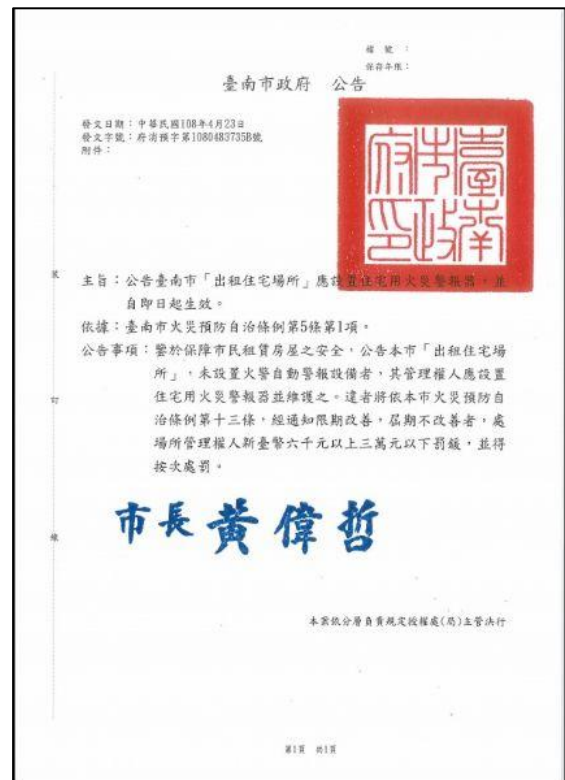 檔　號：
保存年限：
臺南市政府　公告
發文日期：中華民國108年4月23日
發文字號：府消預字第1080483735B號
附件：
臺南市政府印
主旨：公告臺南市「出租住宅場所」應設置住宅用火災警報器，並
自即日起生效。
依據：臺南市火災預防自治條例第5條第1項。
公告事項：鑒於保障市民租賃房屋之安全，公告本市「出租住宅場
所」，未設置火警自動警報設備者，其管理權人應設置
住宅用火災警報器並維護之。違者將依本市火災預防自
治條例第十三條，經通知限期改善，屆期不改善者，處
場所管理權人新臺幣六千元以上三萬元以下罰鍰，並得
按次處罰。
裝
訂
線
市長黃偉哲
本案依分層負責規定授權處(局)主管決行
第1頁　共1頁